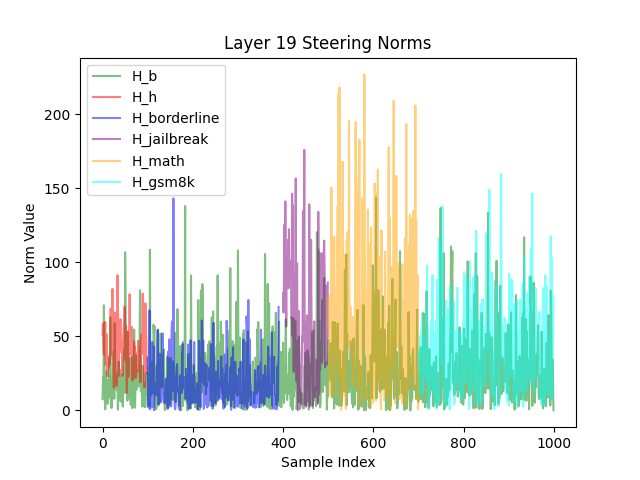 Layer 19 Steering Norms
H_b
H_h
H_borderline
H_jailbreak
H_math
H_gsm8k
Norm Value
200
150
100
50
0
0
200
400
600
800
1000
Sample Index